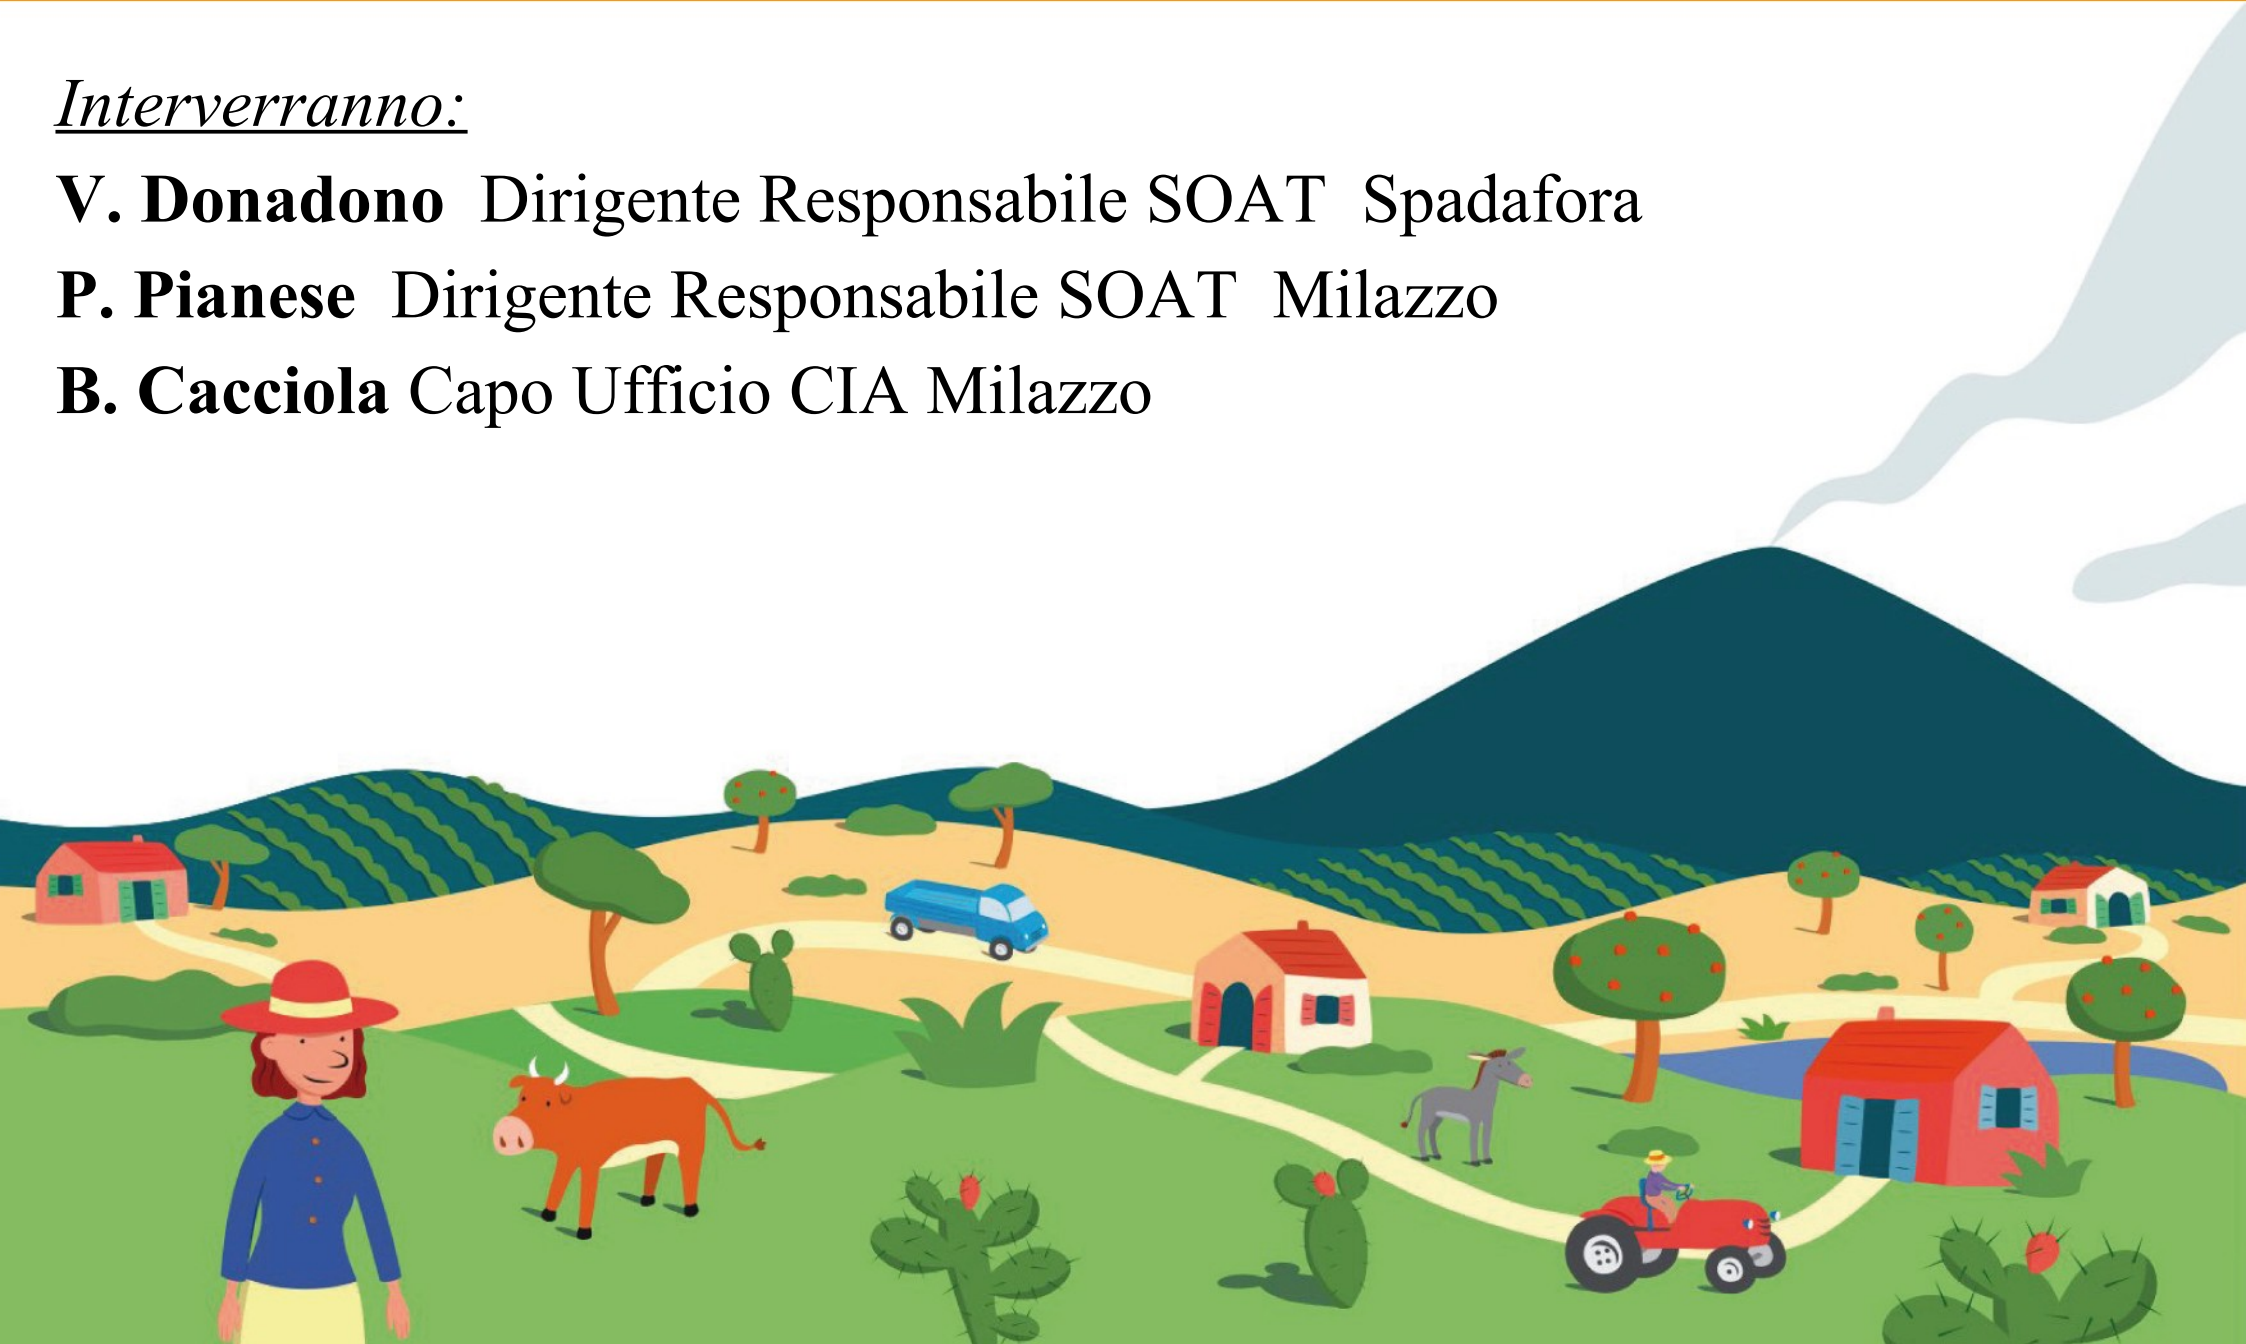 Interverranno:
V. Donadono Dirigente Responsabile SOAT Spadafora
P. Pianese Dirigente Responsabile SOAT Milazzo
B. Cacciola Capo Ufficio CIA Milazzo